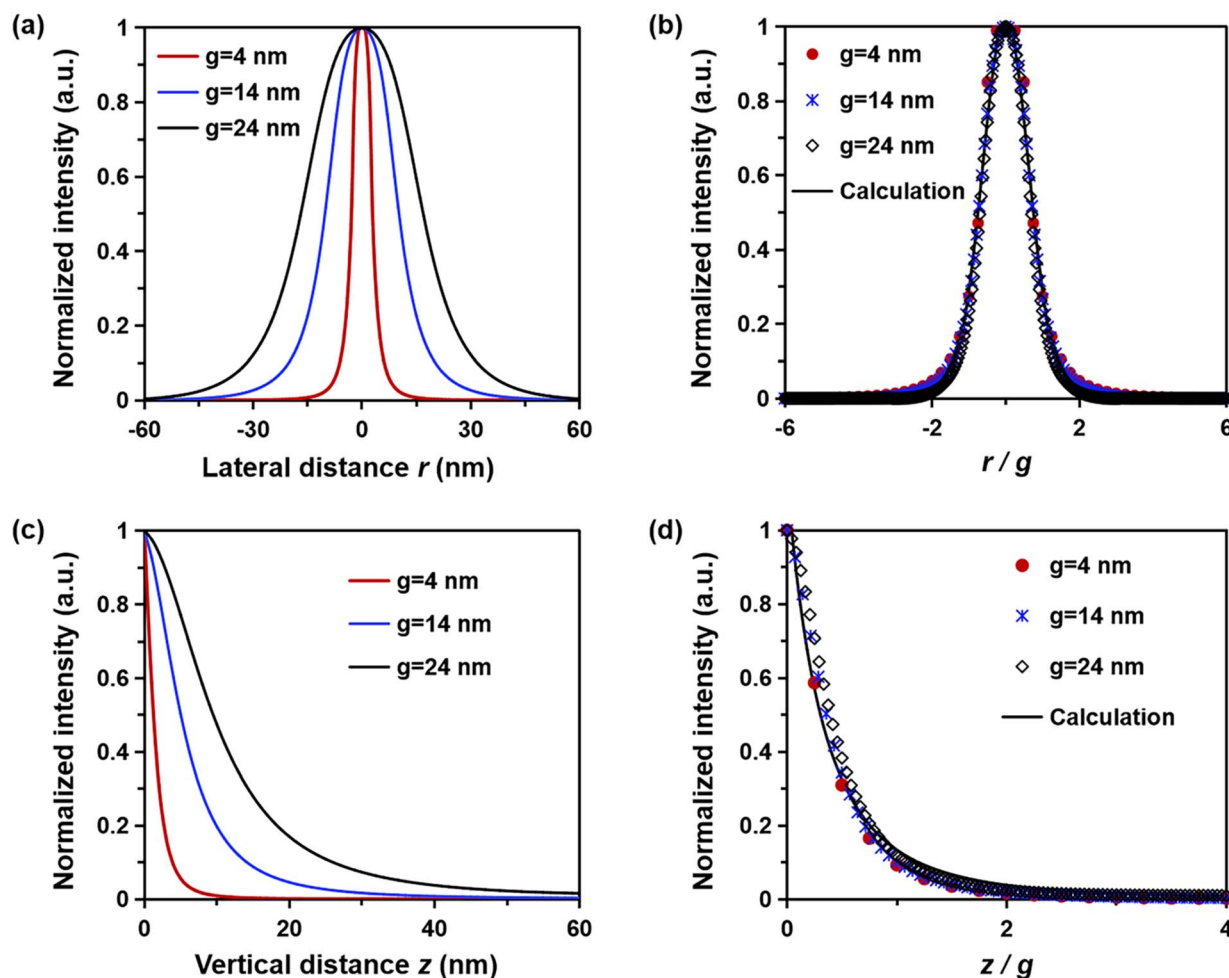 (a)
Normalized intensity (a.u.)
1
0.8
0.6
0.4
0.2
0
g=4 nm
g=14 nm
g=24 nm
-60
-30
0
30
60
Lateral distance r (nm)
(b)
Normalized intensity (a.u.)
1
0.8
0.6
0.4
0.2
0
g=4 nm
g=14 nm
g=24 nm
Calculation
-6
-2
2
6
r / g
(c)
Normalized intensity (a.u.)
1
0.8
0.6
0.4
0.2
0
g=4 nm
g=14 nm
g=24 nm
0
20
40
60
Vertical distance z (nm)
(d)
Normalized intensity (a.u.)
1
0.8
0.6
0.4
0.2
0
g=4 nm
g=14 nm
g=24 nm
Calculation
0
2
4
z / g